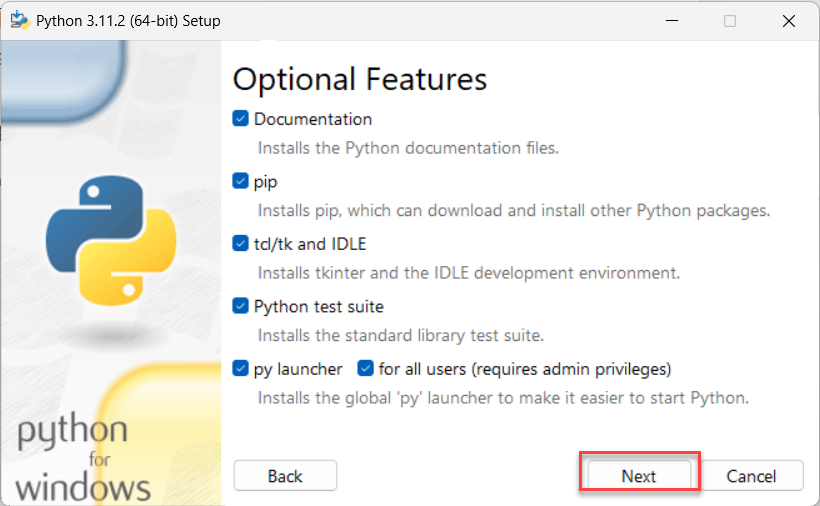 Python 3.11.2 (64-bit) Setup
Optional Features
Documentation
Installs the Python documentation files.
pip
Installs pip, which can download and install other Python packages.
tcl/tk and IDLE
Installs tkinter and the IDLE development environment.
Python test suite
Installs the standard library test suite.
py launcher for all users (requires admin privileges)
Installs the global 'py' launcher to make it easier to start Python.
python
for
windows
Back Next Cancel